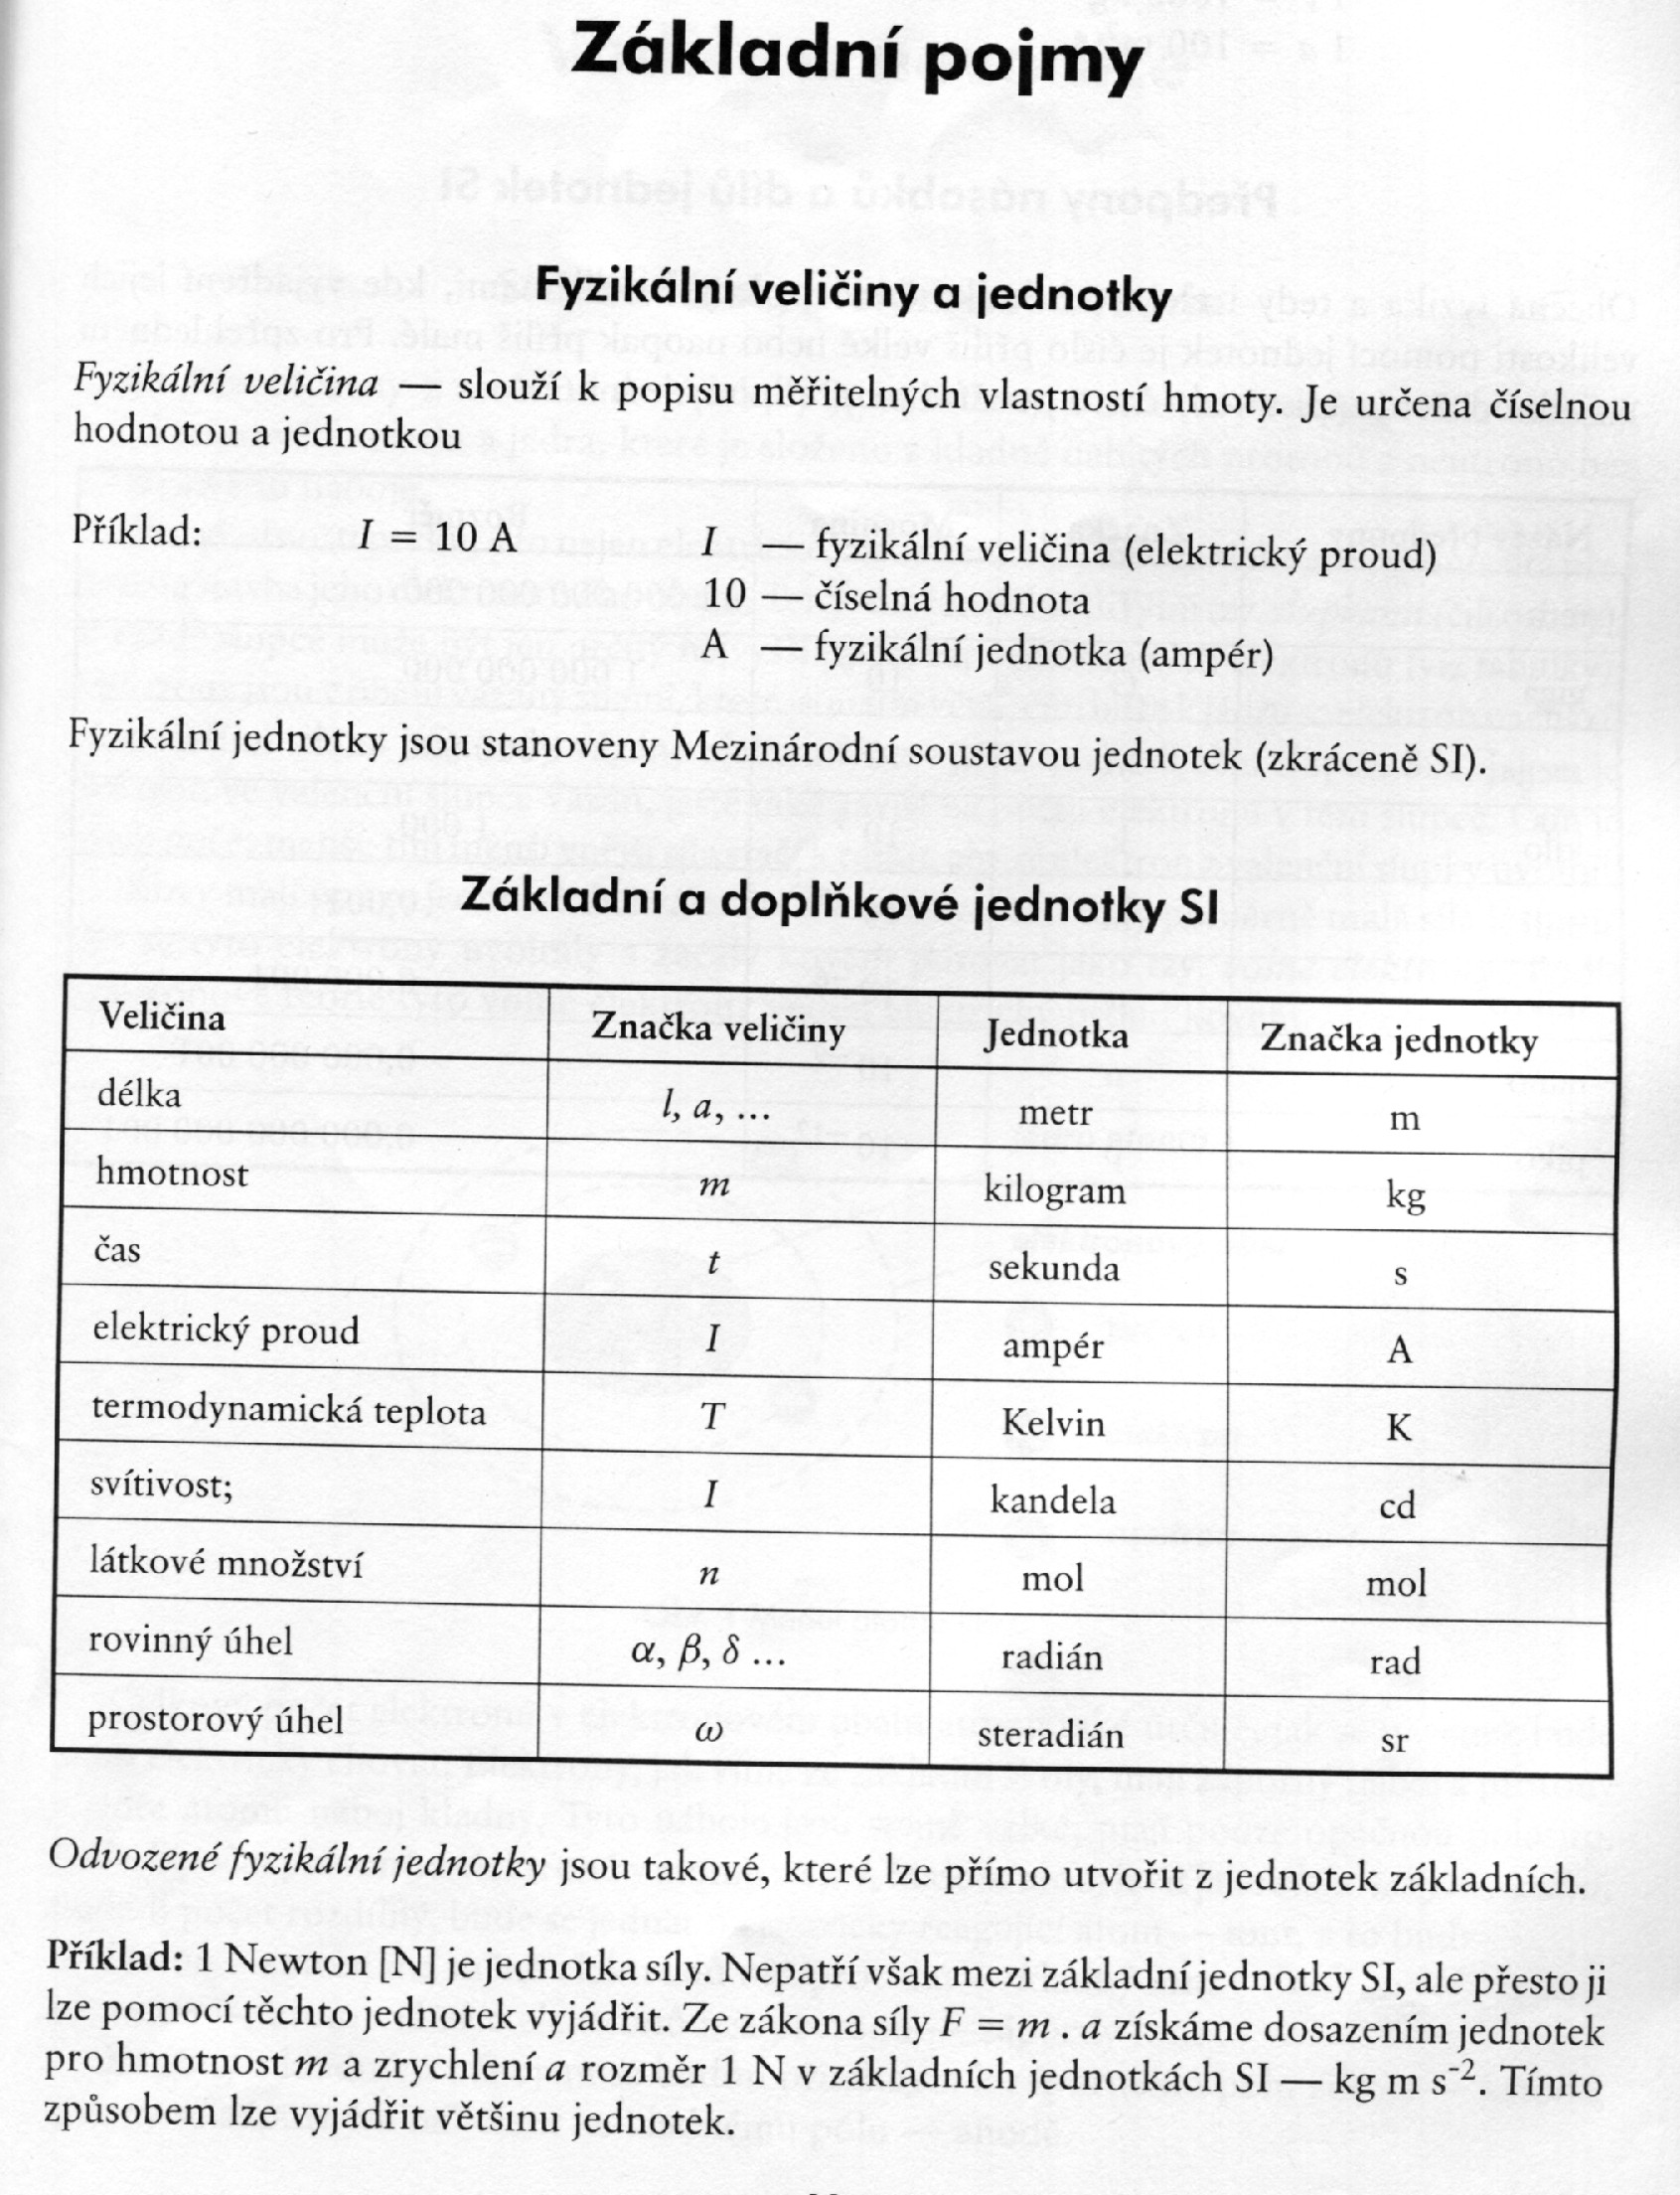 Základní pojmy
Fyzikální veličiny a jednotky
Fyzikální veličina — slouží k popisu měřitelných vlastností hmoty. Je určena číselnou
hodnotou a jednotkou
Příklad: I = 10 A I — fyzikální veličina (elektrický proud)
10 — číselná hodnota
A — fyzikální jednotka (ampér)
Fyzikální jednotky jsou stanoveny Mezinárodní soustavou jednotek (zkráceně SI).
Základní a doplňkové jednotky SI
Veličina Značka veličiny Jednotka Značka jednotky
délka l, a, ... metr m
hmotnost m kilogram kg
čas t sekunda s
elektrický proud I ampér A
termodynamická teplota T Kelvin K
svítivost; I kandela cd
látkové množství n mol mol
rovinný úhel α, β, δ ... radián rad
prostorový úhel ω steradián sr
Odvozené fyzikální jednotky jsou takové, které lze přímo utvořit z jednotek základních.
Příklad: 1 Newton [N] je jednotka síly. Nepatří však mezi základní jednotky SI, ale přesto ji
lze pomocí těchto jednotek vyjádřit. Ze zákona síly F = m . a získáme dosazením jednotek
pro hmotnost m a zrychlení a rozměr 1 N v základních jednotkách SI — kg m s⁻². Tímto
způsobem lze vyjádřit většinu jednotek.